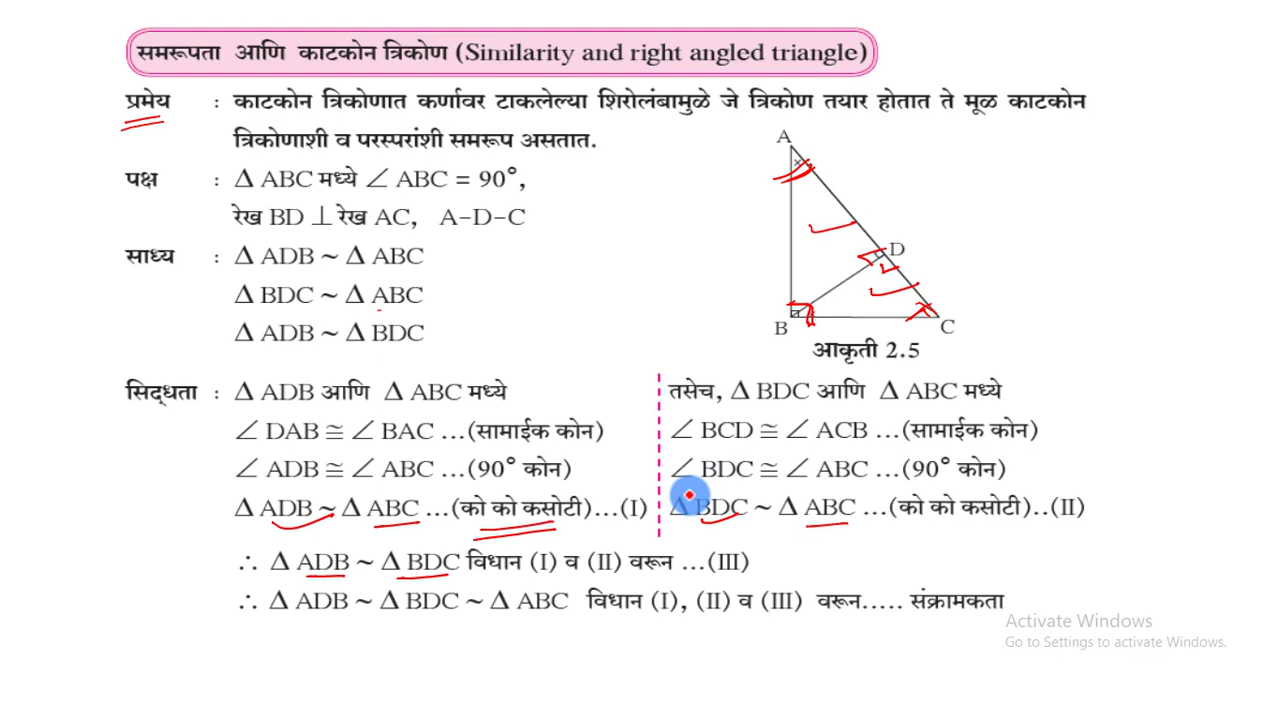 समरूपता आणि काटकोन त्रिकोण (Similarity and right angled triangle)
प्रमेय : काटकोन त्रिकोणात कर्णावर टाकलेल्या शिरोलंबामुळे जे त्रिकोण तयार होतात ते मूळ काटकोन
त्रिकोणाशी व परस्परांशी समरूप असतात.
पक्ष : Δ ABC मध्ये ∠ ABC = 90°,
रेख BD ⊥ रेख AC, A-D-C
साध्य : Δ ADB ~ Δ ABC
Δ BDC ~ Δ ABC
Δ ADB ~ Δ BDC
A
D
B
C
आकृती 2.5
सिद्धता : Δ ADB आणि Δ ABC मध्ये
∠ DAB ≅ ∠ BAC ...(सामाईक कोन)
∠ ADB ≅ ∠ ABC ...(90° कोन)
Δ ADB ~ Δ ABC ...(को को कसोटी)...(I)
तसेच, Δ BDC आणि Δ ABC मध्ये
∠ BCD ≅ ∠ ACB ...(सामाईक कोन)
∠ BDC ≅ ∠ ABC ...(90° कोन)
Δ BDC ~ Δ ABC ...(को को कसोटी)..(II)
∴ Δ ADB ~ Δ BDC विधान (I) व (II) वरून ...(III)
∴ Δ ADB ~ Δ BDC ~ Δ ABC विधान (I), (II) व (III) वरून..... संक्रामकता
Activate Windows
Go to Settings to activate Windows.